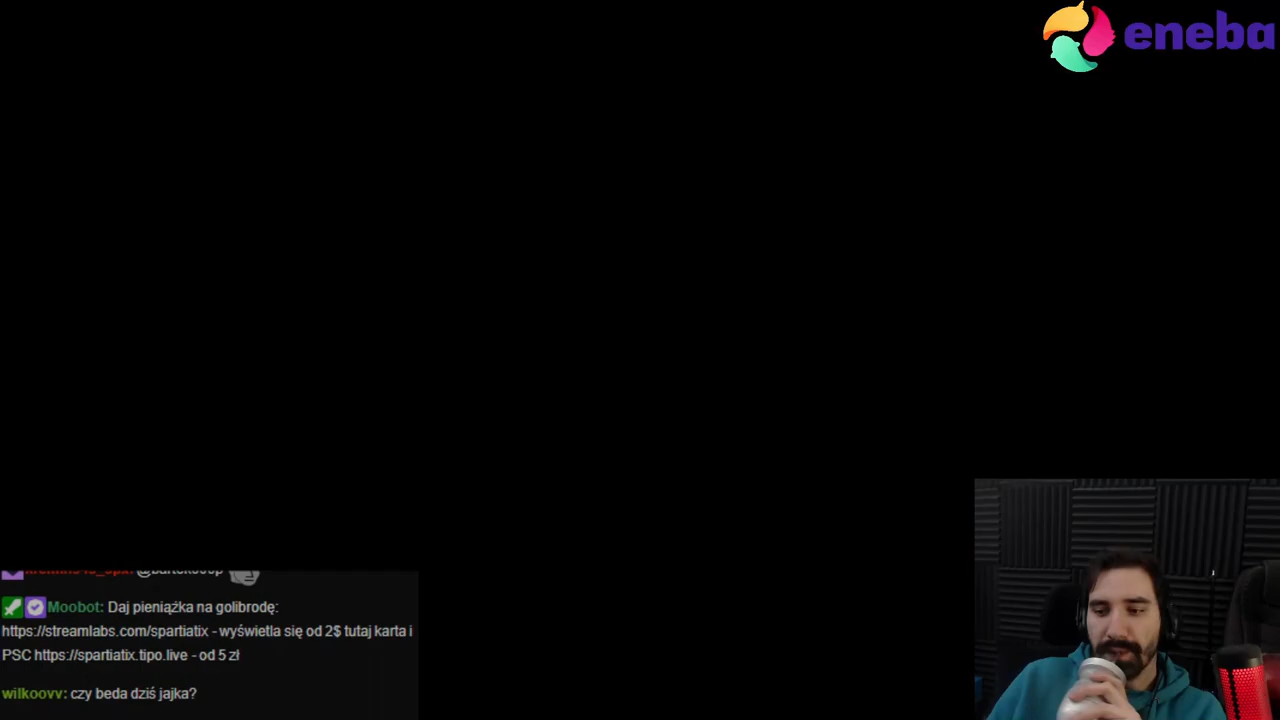 eneba
Moobot: Daj pieniążka na golibrodę:
https://streamlabs.com/spartiatix - wyświetla się od 2$ tutaj karta i
PSC https://spartiatix.tipo.live - od 5 zł
wilkoovv: czy beda dziś jajka?